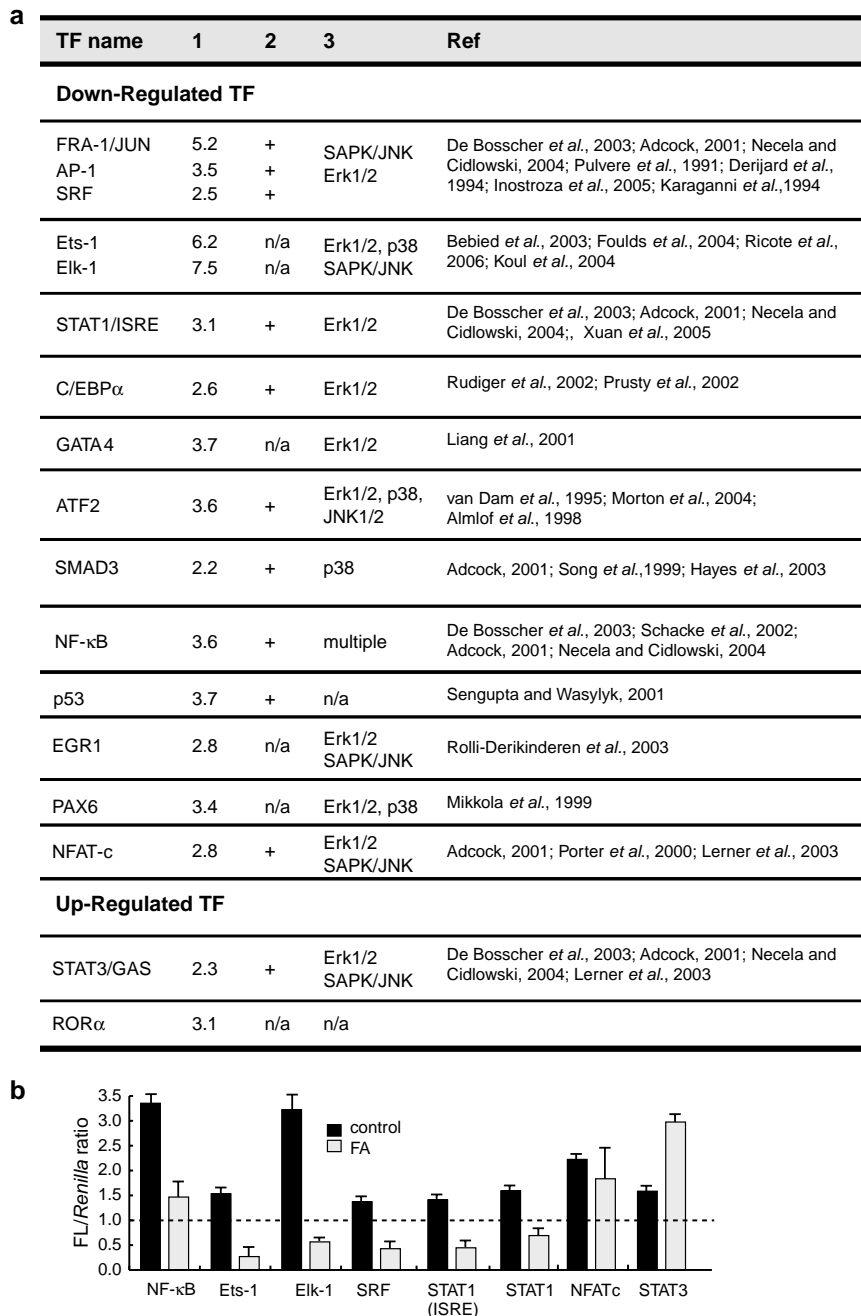 a
TF name 1 2 3 Ref
Down-Regulated TF
FRA-1/JUN 5.2 +
AP-1 3.5 +
SRF 2.5 +
SAPK/JNK
Erk1/2
De Bosscher et al., 2003; Adcock, 2001; Necela and
Cidlowski, 2004; Pulvere et al., 1991; Derijard et al.,
1994; Inostroza et al., 2005; Karaganni et al.,1994
Ets-1 6.2 n/a Erk1/2, p38
Elk-1 7.5 n/a SAPK/JNK
Bebied et al., 2003; Foulds et al., 2004; Ricote et al.,
2006; Koul et al., 2004
STAT1/ISRE 3.1 + Erk1/2
De Bosscher et al., 2003; Adcock, 2001; Necela and
Cidlowski, 2004;, Xuan et al., 2005
C/EBPα 2.6 + Erk1/2 Rudiger et al., 2002; Prusty et al., 2002
GATA4 3.7 n/a Erk1/2 Liang et al., 2001
ATF2 3.6 +
Erk1/2, p38,
JNK1/2
van Dam et al., 1995; Morton et al., 2004;
Almlof et al., 1998
SMAD3 2.2 + p38 Adcock, 2001; Song et al.,1999; Hayes et al., 2003
NF-κB 3.6 + multiple
De Bosscher et al., 2003; Schacke et al., 2002;
Adcock, 2001; Necela and Cidlowski, 2004
p53 3.7 + n/a Sengupta and Wasylyk, 2001
EGR1 2.8 n/a
Erk1/2
SAPK/JNK
Rolli-Derikinderen et al., 2003
PAX6 3.4 n/a Erk1/2, p38 Mikkola et al., 1999
NFAT-c 2.8 +
Erk1/2
SAPK/JNK
Adcock, 2001; Porter et al., 2000; Lerner et al., 2003
Up-Regulated TF
STAT3/GAS 2.3 +
Erk1/2
SAPK/JNK
De Bosscher et al., 2003; Adcock, 2001; Necela and
Cidlowski, 2004; Lerner et al., 2003
RORα 3.1 n/a n/a
b
FL/Renilla ratio
3.5
3.0
2.5
2.0
1.5
1.0
0.5
0.0
control
FA
NF-κB Ets-1 Elk-1 SRF STAT1 STAT1 NFATc STAT3
(ISRE)